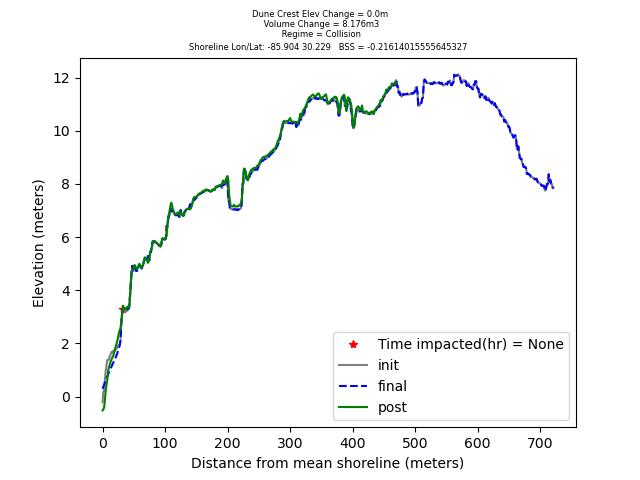 Dune Crest Elev Change = 0.0m
Volume Change = 8.176m3
Regime = Collision
Shoreline Lon/Lat: -85.904 30.229   BSS = -0.21614015555645327
12
10
8
6
4
2
0
Elevation (meters)
Time impacted(hr) = None
init
final
post
0 100 200 300 400 500 600 700
Distance from mean shoreline (meters)